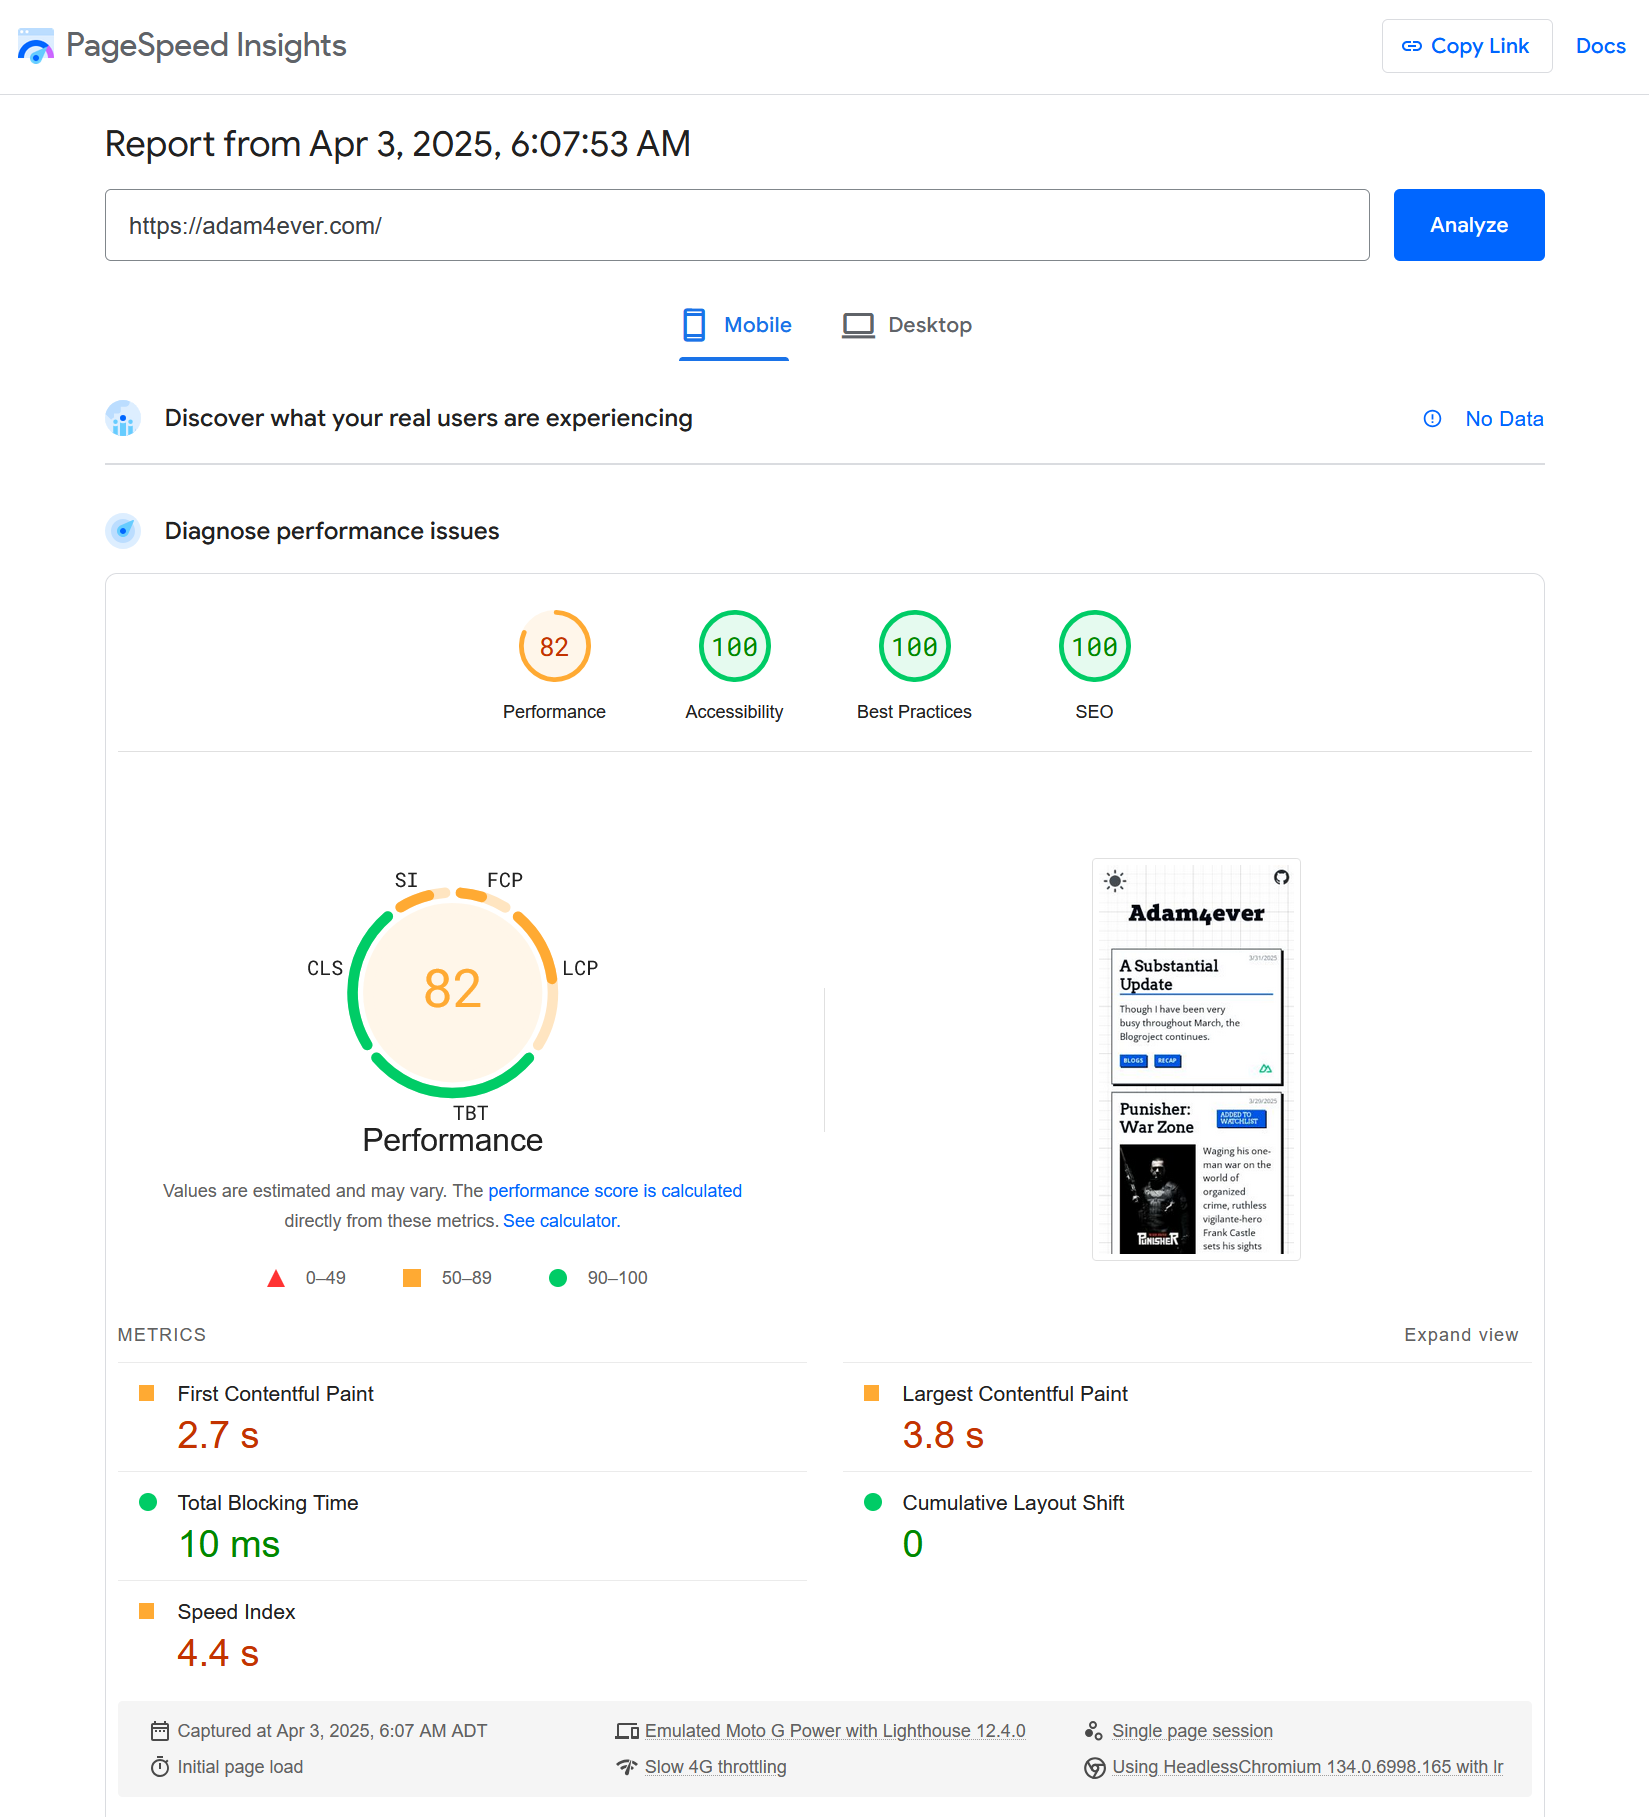 PageSpeed Insights
Copy Link
Docs
Report from Apr 3, 2025, 6:07:53 AM
https://adam4ever.com/
Analyze
Mobile
Desktop
Discover what your real users are experiencing
No Data
Diagnose performance issues
82
100
100
100
Performance
Accessibility
Best Practices
SEO
SI
FCP
CLS
LCP
82
TBT
Performance
Values are estimated and may vary. The performance score is calculated
directly from these metrics. See calculator.
0–49
50–89
90–100
Adam4ever
3/31/2025
A Substantial
Update
Though I have been very
busy throughout March, the
Blogroject continues.
BLOGS
RECAP
3/29/2025
Punisher:
War Zone
ADDED TO
WATCHLIST
Waging his one-
man war on the
world of
organized
crime, ruthless
vigilante-hero
Frank Castle
sets his sights
PUNISHER
METRICS
Expand view
First Contentful Paint
2.7 s
Largest Contentful Paint
3.8 s
Total Blocking Time
10 ms
Cumulative Layout Shift
0
Speed Index
4.4 s
Captured at Apr 3, 2025, 6:07 AM ADT
Emulated Moto G Power with Lighthouse 12.4.0
Single page session
Initial page load
Slow 4G throttling
Using HeadlessChromium 134.0.6998.165 with lr